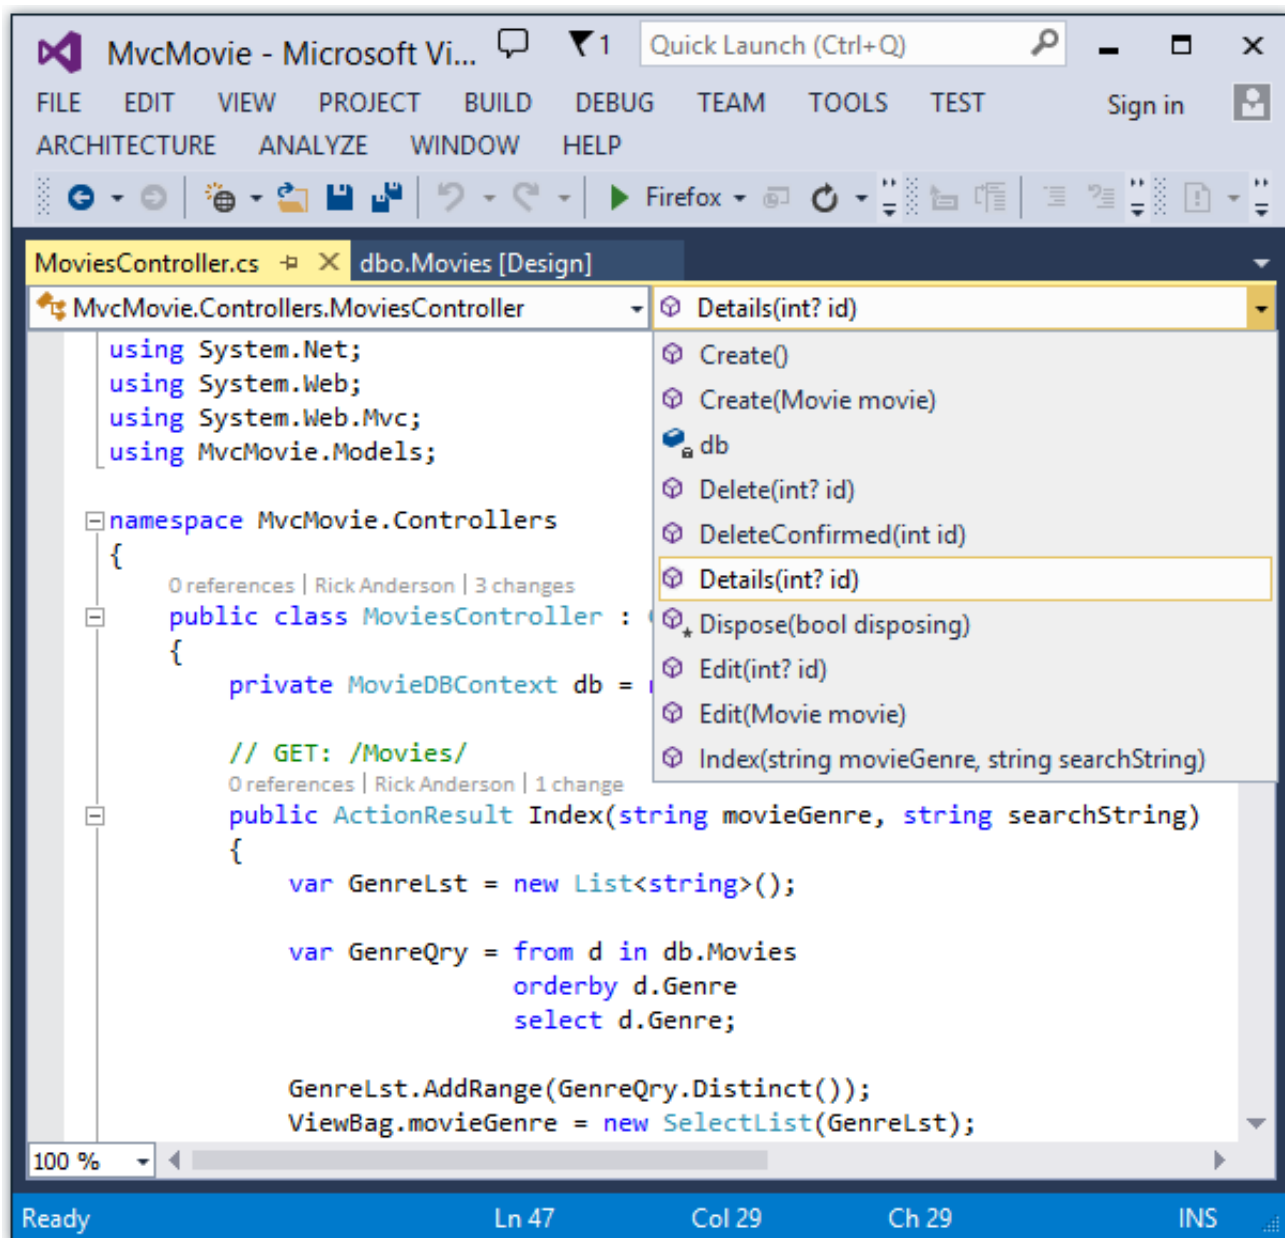 MvcMovie - Microsoft Vi... 1 Quick Launch (Ctrl+Q)
FILE EDIT VIEW PROJECT BUILD DEBUG TEAM TOOLS TEST Sign in
ARCHITECTURE ANALYZE WINDOW HELP
Firefox
MoviesController.cs dbo.Movies [Design]
MvcMovie.Controllers.MoviesController Details(int? id)
Create()
Create(Movie movie)
db
Delete(int? id)
DeleteConfirmed(int id)
Details(int? id)
Dispose(bool disposing)
Edit(int? id)
Edit(Movie movie)
Index(string movieGenre, string searchString)
using System.Net;
using System.Web;
using System.Web.Mvc;
using MvcMovie.Models;
namespace MvcMovie.Controllers
{
0 references | Rick Anderson | 3 changes
public class MoviesController :
{
private MovieDBContext db =
// GET: /Movies/
0 references | Rick Anderson | 1 change
public ActionResult Index(string movieGenre, string searchString)
{
var GenreLst = new List<string>();
var GenreQry = from d in db.Movies
orderby d.Genre
select d.Genre;
GenreLst.AddRange(GenreQry.Distinct());
ViewBag.movieGenre = new SelectList(GenreLst);
100 %
Ready Ln 47 Col 29 Ch 29 INS